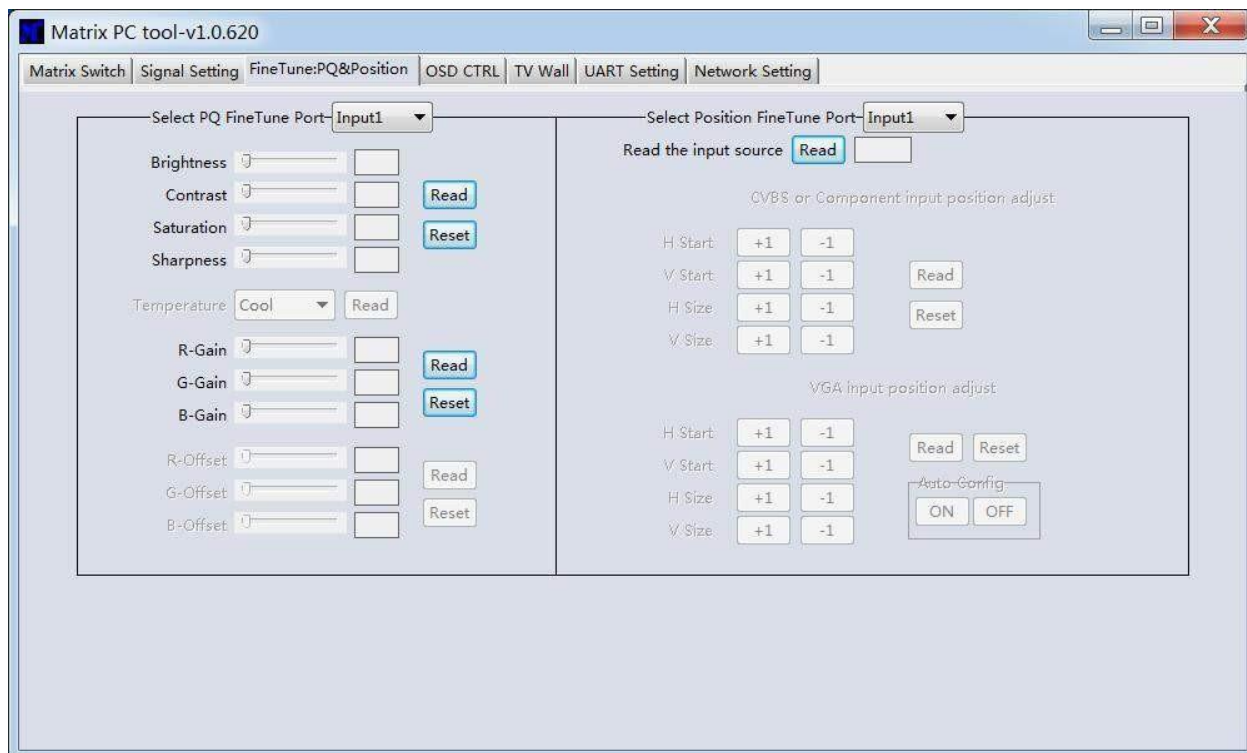 Matrix PC tool-v1.0.620
Matrix Switch Signal Setting FineTune:PQ&Position OSD CTRL TV Wall UART Setting Network Setting
Select PQ FineTune Port Input1
Brightness
Contrast Read
Saturation
Reset
Sharpness
Temperature Cool Read
R-Gain
Read
G-Gain
Reset
B-Gain
R-Offset
Read
G-Offset
Reset
B-Offset
Select Position FineTune Port Input1
Read the input source Read
CVBS or Component input position adjust
H Start +1 -1
V Start +1 -1 Read
H Size +1 -1
Reset
V Size +1 -1
VGA input position adjust
H Start +1 -1
Read Reset
V Start +1 -1
Auto Config
H Size +1 -1
ON OFF
V Size +1 -1